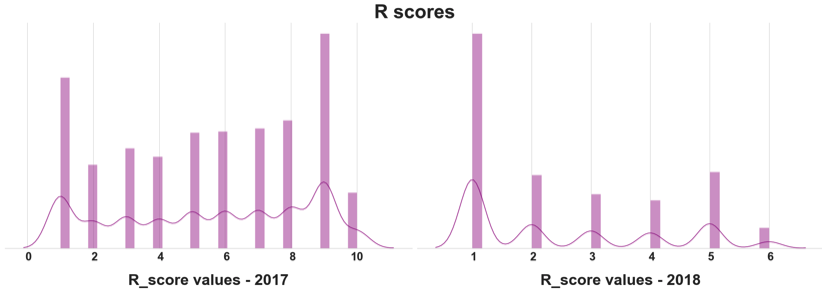 R scores
0 2 4 6 8 10
1 2 3 4 5 6
R_score values - 2017
R_score values - 2018